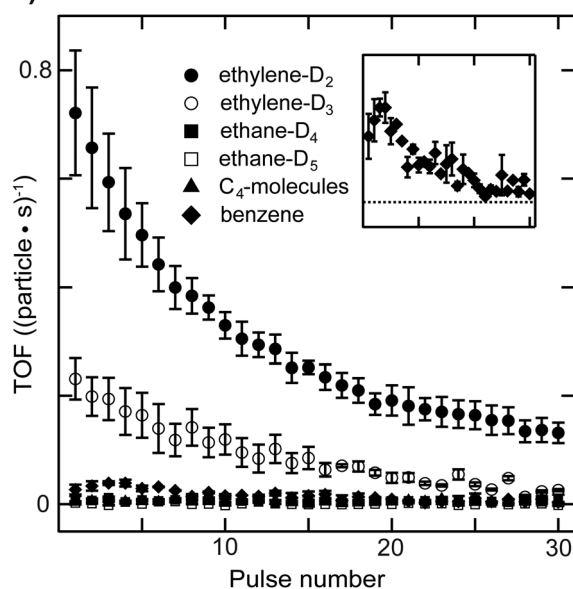 0.8
ethylene-D2
ethylene-D3
ethane-D4
ethane-D5
C4-molecules
benzene
TOF ((particle • s)-1)
0
10
20
30
Pulse number